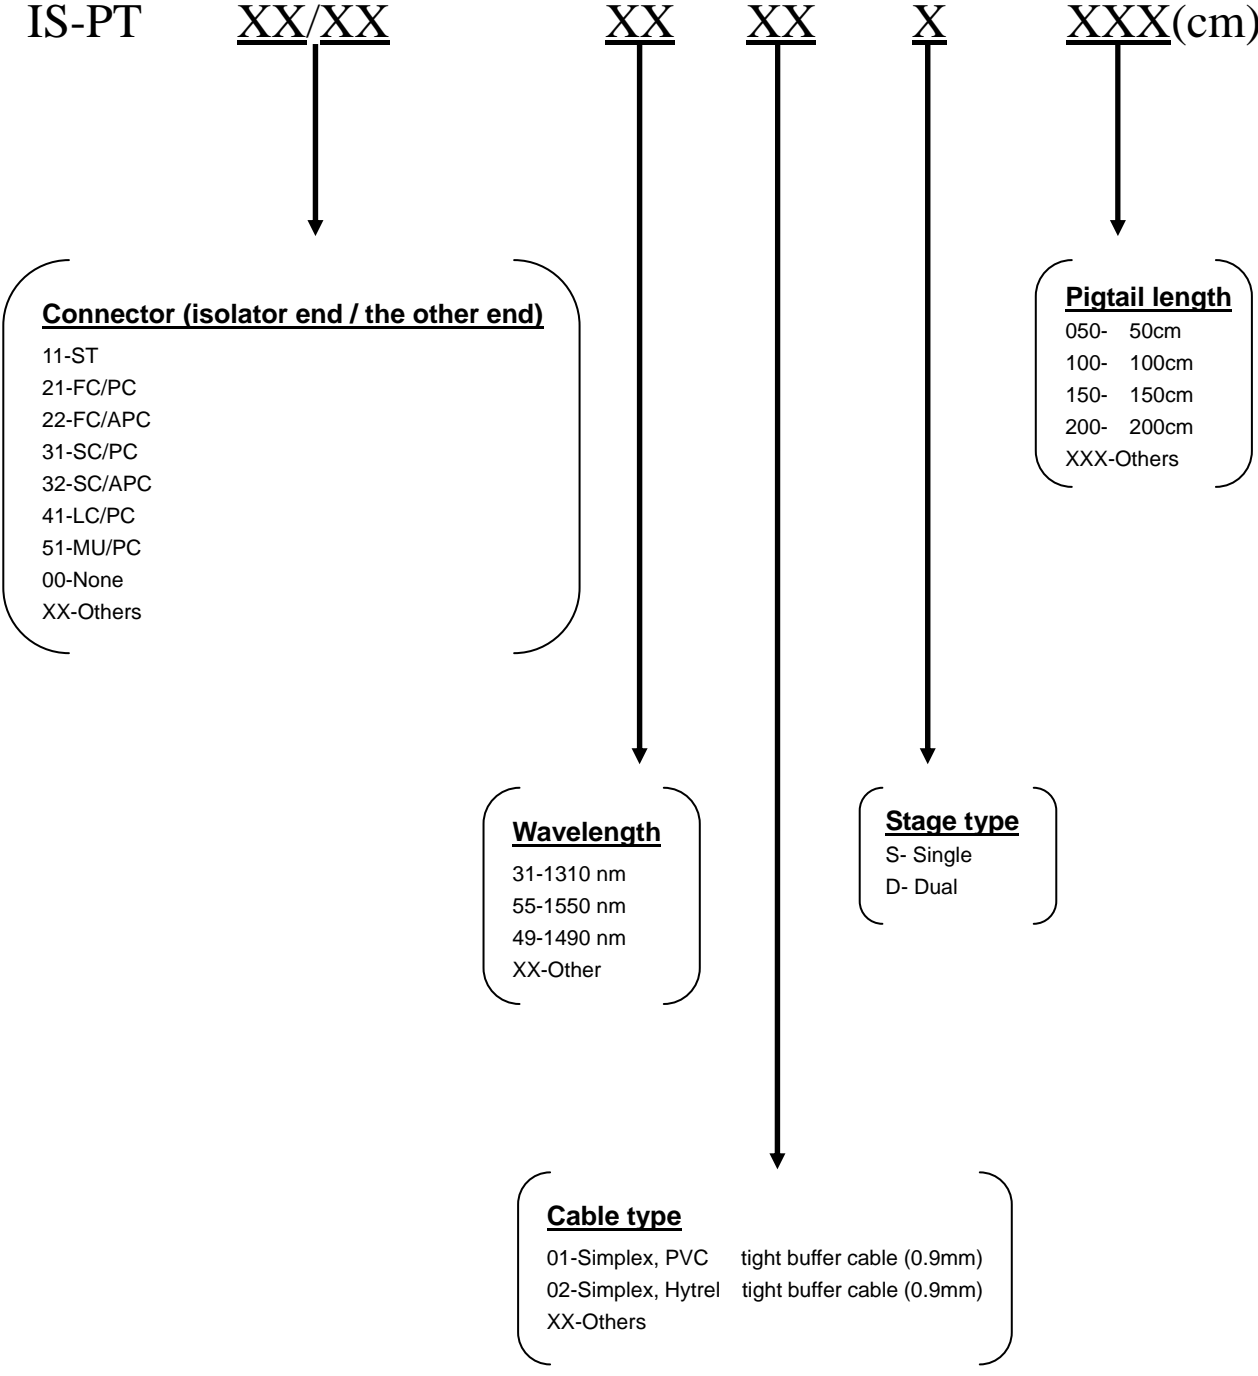 IS-PT XX/XX XX XX X XXX(cm)
Connector (isolator end / the other end)
11-ST
21-FC/PC
22-FC/APC
31-SC/PC
32-SC/APC
41-LC/PC
51-MU/PC
00-None
XX-Others
Pigtail length
050- 50cm
100- 100cm
150- 150cm
200- 200cm
XXX-Others
Wavelength
31-1310 nm
55-1550 nm
49-1490 nm
XX-Other
Stage type
S- Single
D- Dual
Cable type
01-Simplex, PVC tight buffer cable (0.9mm)
02-Simplex, Hytrel tight buffer cable (0.9mm)
XX-Others